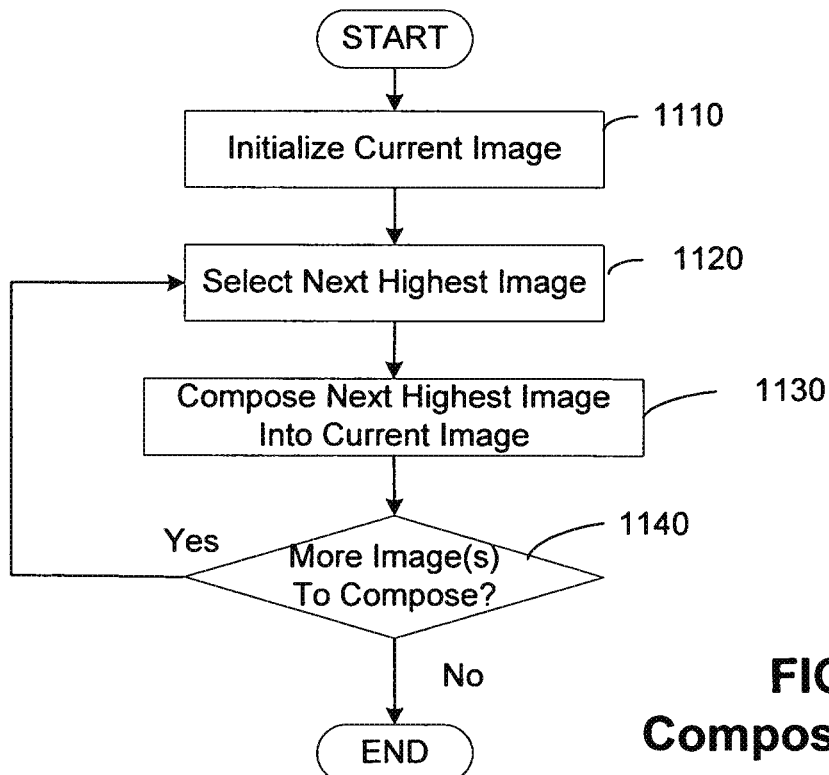 START
1110
Initialize Current Image
1120
Select Next Highest Image
1130
Compose Next Highest Image
Into Current Image
1140
Yes
More Image(s)
To Compose?
No
END